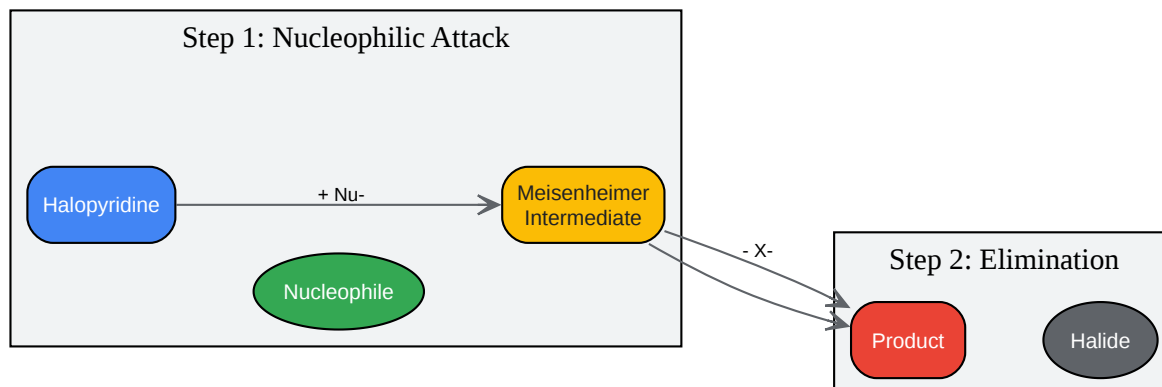 Step 1: Nucleophilic Attack
Halopyridine
+ Nu-
Meisenheimer
Intermediate
Nucleophile
- X-
Step 2: Elimination
Product
Halide